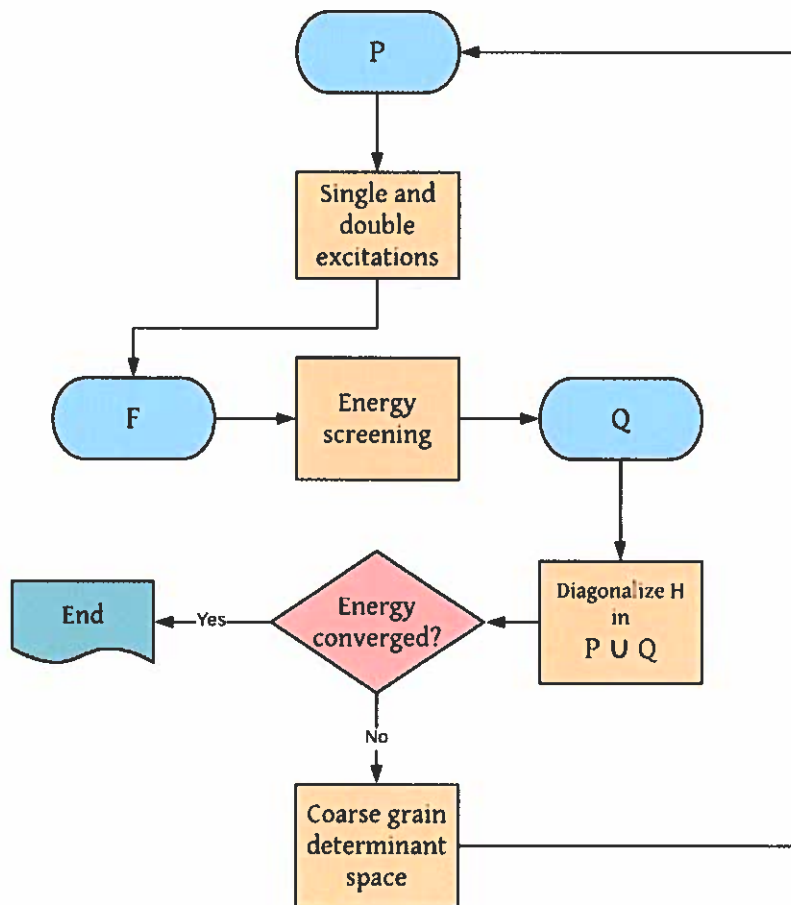 P
Single and
double
excitations
F
Energy
screening
Q
Diagonalize H
in
P ∪ Q
Energy
converged?
Yes
End
No
Coarse grain
determinant
space